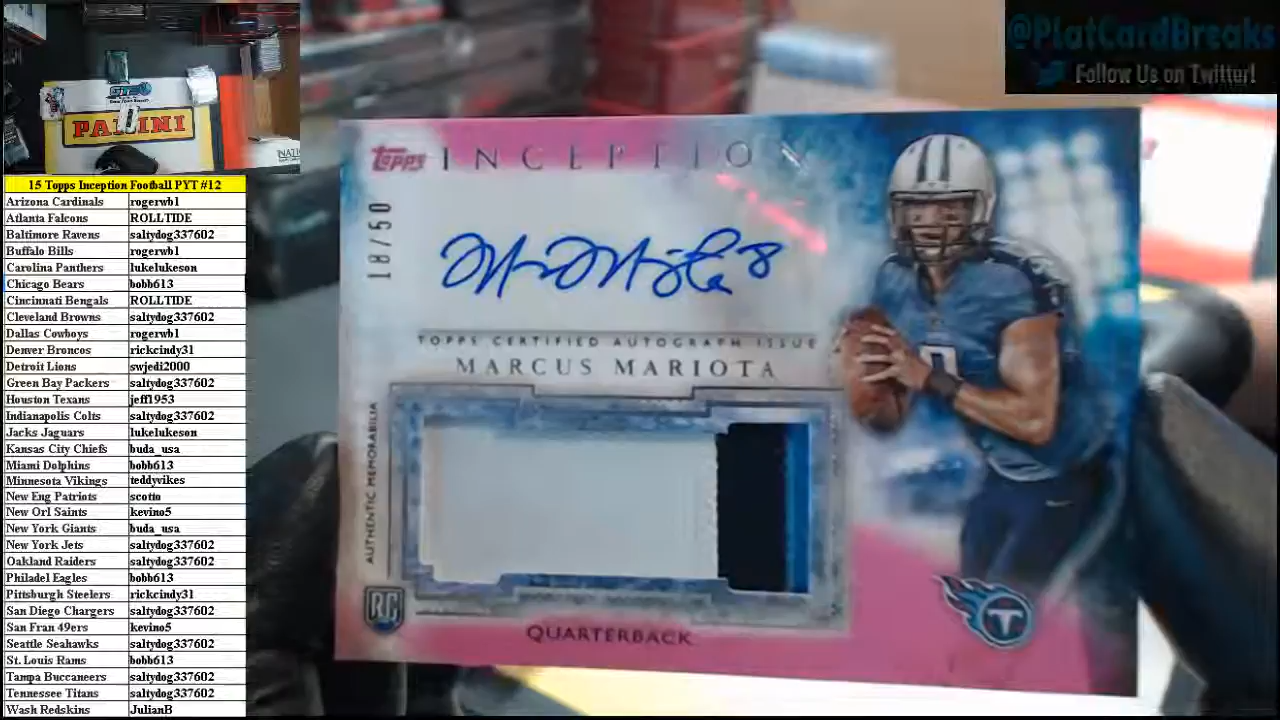 @PlatCardBreaks
Follow Us on Twitter!
PANINI
15 Topps Inception Football PYT #12
Arizona Cardinals rogerwb1
Atlanta Falcons ROLLTIDE
Baltimore Ravens saltydog337602
Buffalo Bills rogerwb1
Carolina Panthers lukelukeson
Chicago Bears bobb613
Cincinnati Bengals ROLLTIDE
Cleveland Browns saltydog337602
Dallas Cowboys rogerwb1
Denver Broncos rickcindy31
Detroit Lions swjedi2000
Green Bay Packers saltydog337602
Houston Texans jeff1953
Indianapolis Colts saltydog337602
Jacks Jaguars lukelukeson
Kansas City Chiefs buda_usa
Miami Dolphins bobb613
Minnesota Vikings teddyvikes
New Eng Patriots scotto
New Orl Saints kevino5
New York Giants buda_usa
New York Jets saltydog337602
Oakland Raiders saltydog337602
Philadel Eagles bobb613
Pittsburgh Steelers rickcindy31
San Diego Chargers saltydog337602
San Fran 49ers kevino5
Seattle Seahawks saltydog337602
St. Louis Rams bobb613
Tampa Buccaneers saltydog337602
Tennessee Titans saltydog337602
Wash Redskins JulianB
Topps INCEPTION
18/50
TOPPS CERTIFIED AUTOGRAPH ISSUE
MARCUS MARIOTA
AUTHENTIC MEMORABILIA
RC
QUARTERBACK
T